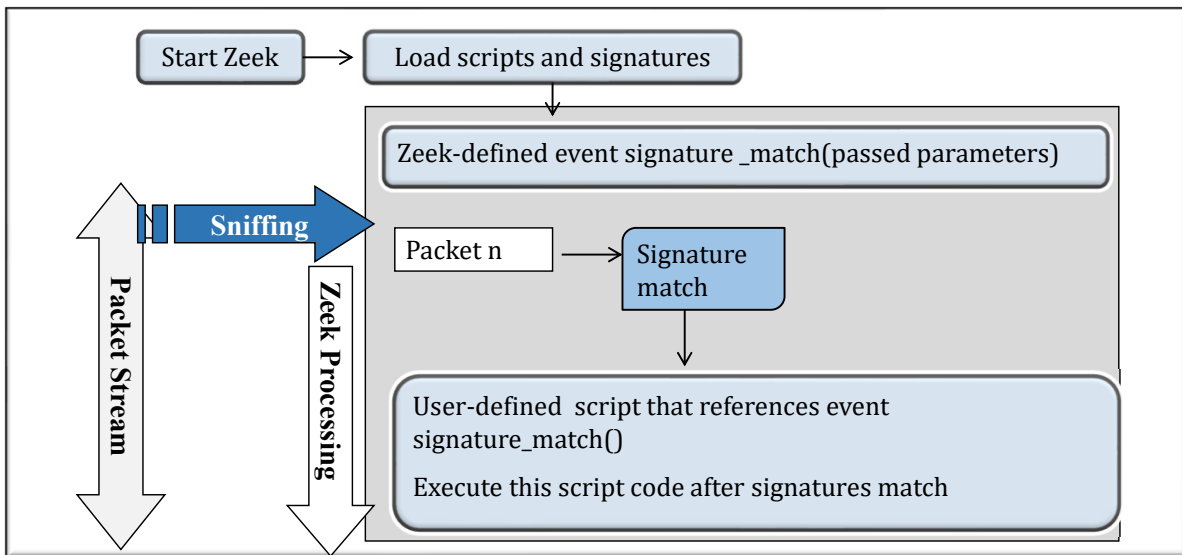 Start Zeek
Load scripts and signatures
Zeek-defined event signature _match(passed parameters)
Sniffing
Packet n
Signature
match
Packet Stream
Zeek Processing
User-defined script that references event
signature_match()
Execute this script code after signatures match